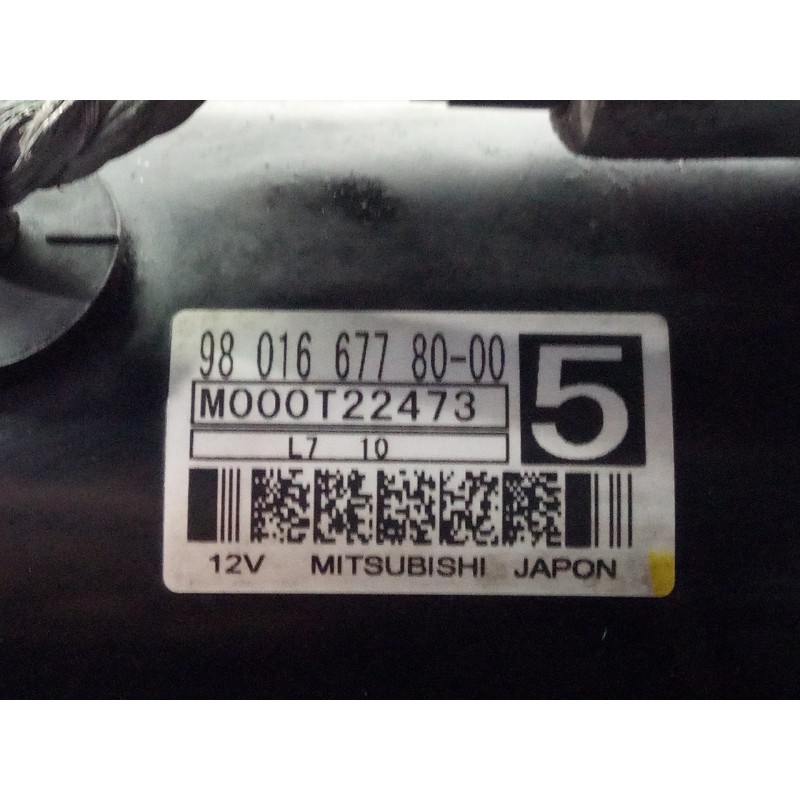 98 016 677 80-00
5
M000T22473
L7 10
12V MITSUBISHI JAPON